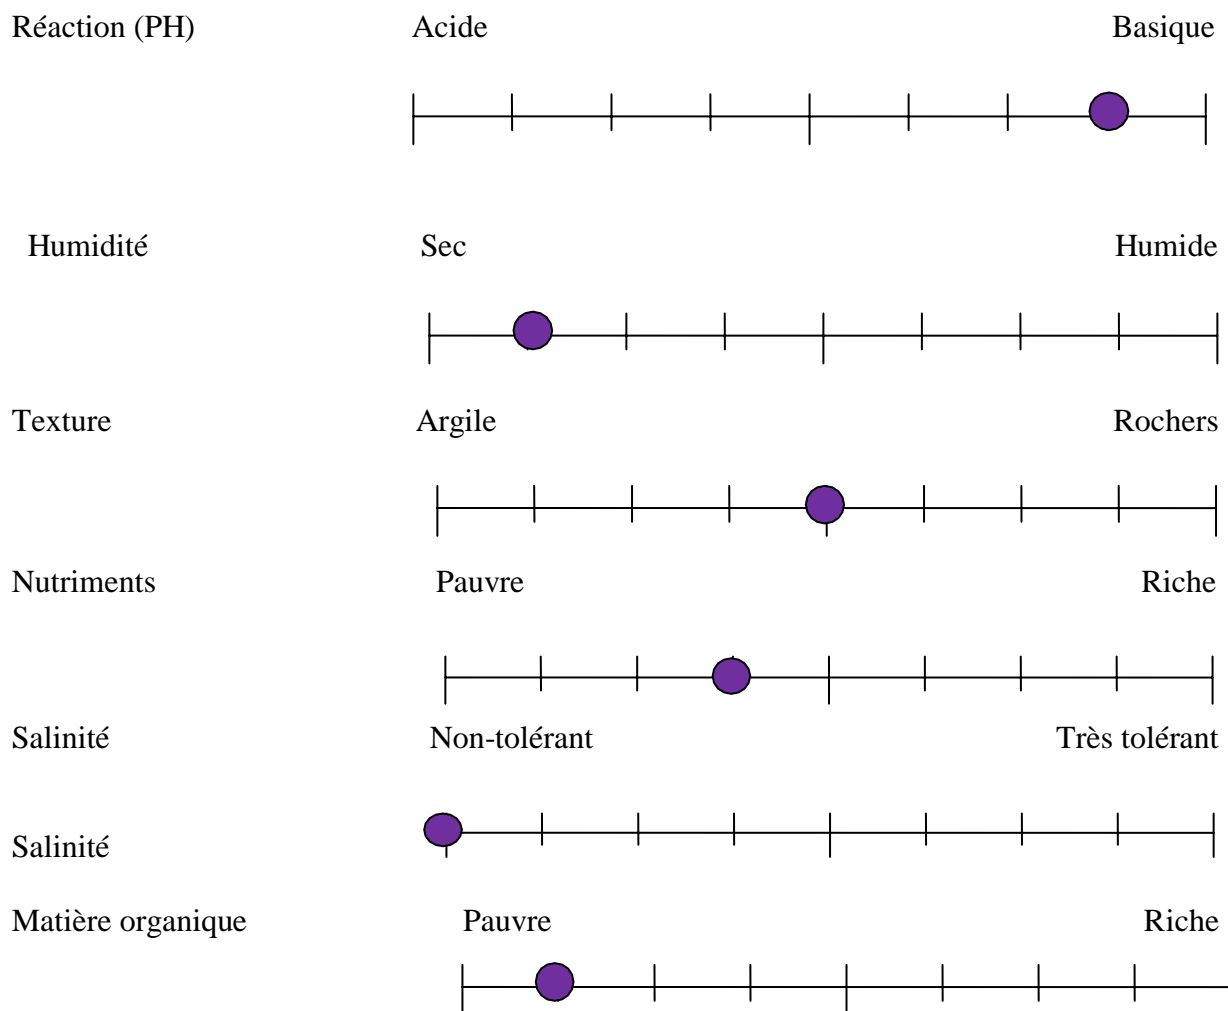 Réaction (PH) Acide Basique
Humidité Sec Humide
Texture Argile Rochers
Nutriments Pauvre Riche
Salinité Non-tolérant Très tolérant
Salinité
Matière organique Pauvre Riche